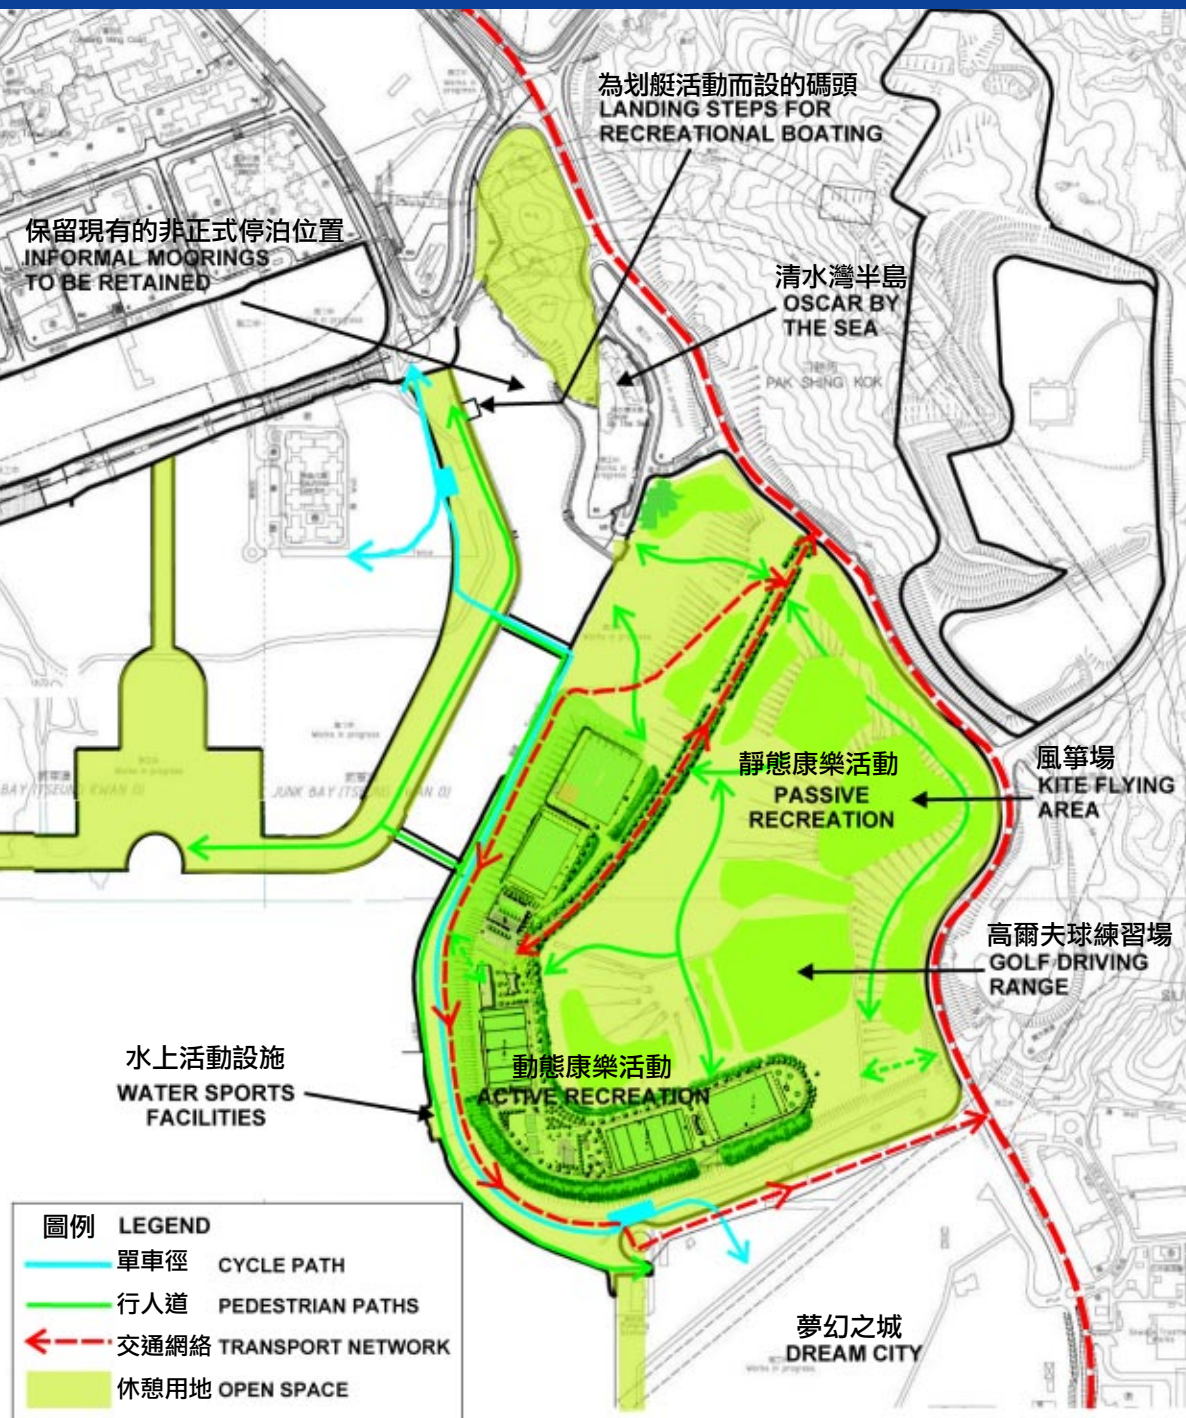 為划艇活動而設的碼頭
LANDING STEPS FOR
RECREATIONAL BOATING
保留現有的非正式停泊位置
INFORMAL MOORINGS
TO BE RETAINED
清水灣半島
OSCAR BY
THE SEA
PAK SHING KOK
JUNK BAY (TSEUNG KWAN O)
靜態康樂活動
PASSIVE
RECREATION
風箏場
KITE FLYING
AREA
高爾夫球練習場
GOLF DRIVING
RANGE
水上活動設施
WATER SPORTS
FACILITIES
動態康樂活動
ACTIVE RECREATION
夢幻之城
DREAM CITY
圖例 LEGEND
單車徑 CYCLE PATH
行人道 PEDESTRIAN PATHS
交通網絡 TRANSPORT NETWORK
休憩用地 OPEN SPACE